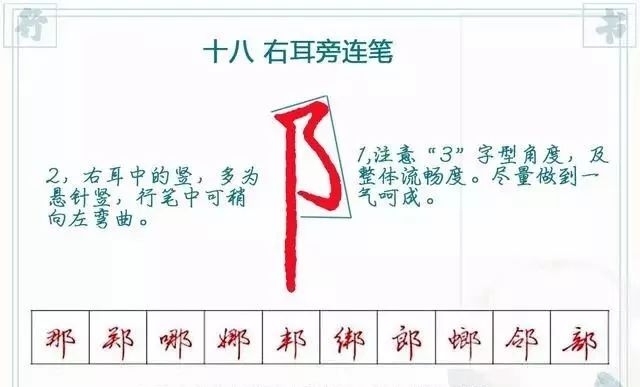 行
书
十八 右耳旁连笔
阝
1,注意“3”字型角度，及
整体流畅度。尽量做到一
气呵成。
2，右耳中的竖，多为
悬针竖，行笔中可稍
向左弯曲。
那 郑 哪 娜 邦 绑 郎 螂 郃 部